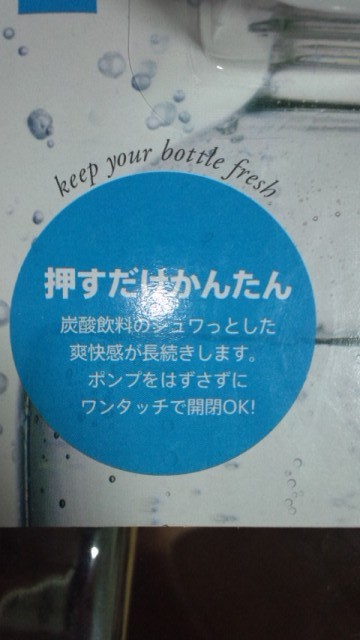 keep your bottle fresh
押すだけかんたん
炭酸飲料のシュワっとした
爽快感が長続きします。
ポンプをはずさずに
ワンタッチで開閉OK!